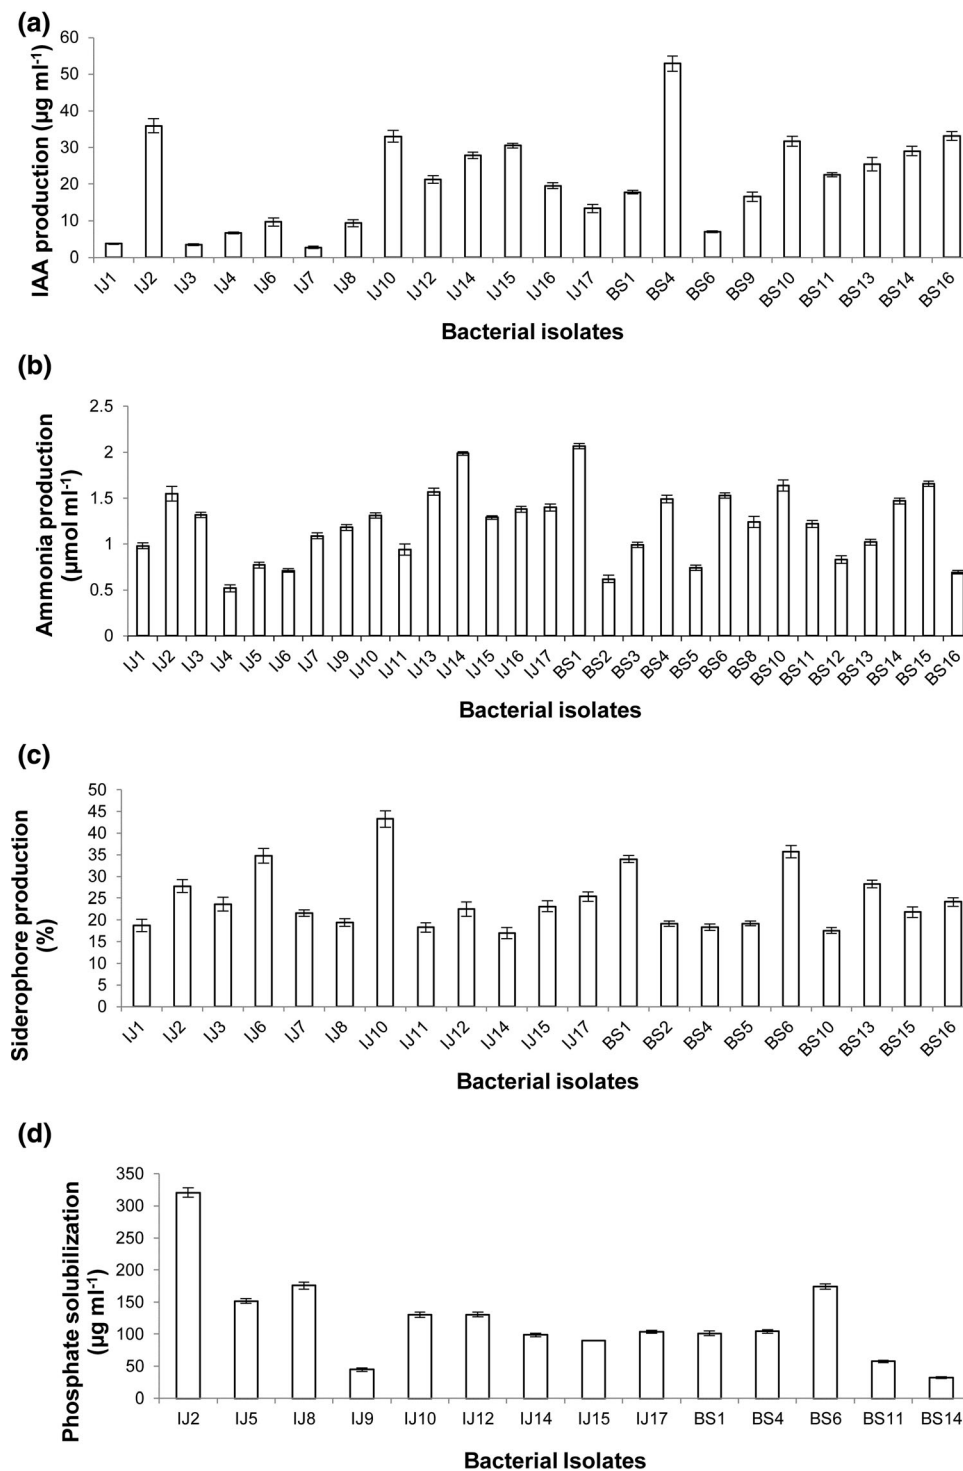 (a)
IAA production (µg ml-1)
60
50
40
30
20
10
0
IJ1 IJ2 IJ3 IJ4 IJ6 IJ7 IJ8 IJ10 IJ12 IJ14 IJ15 IJ16 IJ17 BS1 BS4 BS6 BS9 BS10 BS11 BS13 BS14 BS16
Bacterial isolates
(b)
Ammonia production
(µmol ml-1)
2.5
2
1.5
1
0.5
0
IJ1 IJ2 IJ3 IJ4 IJ5 IJ6 IJ7 IJ9 IJ10 IJ11 IJ13 IJ14 IJ15 IJ16 IJ17 BS1 BS2 BS3 BS4 BS5 BS6 BS8 BS10 BS11 BS12 BS13 BS14 BS15 BS16
Bacterial isolates
(c)
Siderophore production
(%)
50
45
40
35
30
25
20
15
10
5
0
IJ1 IJ2 IJ3 IJ6 IJ7 IJ8 IJ10 IJ11 IJ12 IJ14 IJ15 IJ17 BS1 BS2 BS4 BS5 BS6 BS10 BS13 BS15 BS16
Bacterial isolates
(d)
Phosphate solubilization
(µg ml-1)
350
300
250
200
150
100
50
0
IJ2 IJ5 IJ8 IJ9 IJ10 IJ12 IJ14 IJ15 IJ17 BS1 BS4 BS6 BS11 BS14
Bacterial Isolates